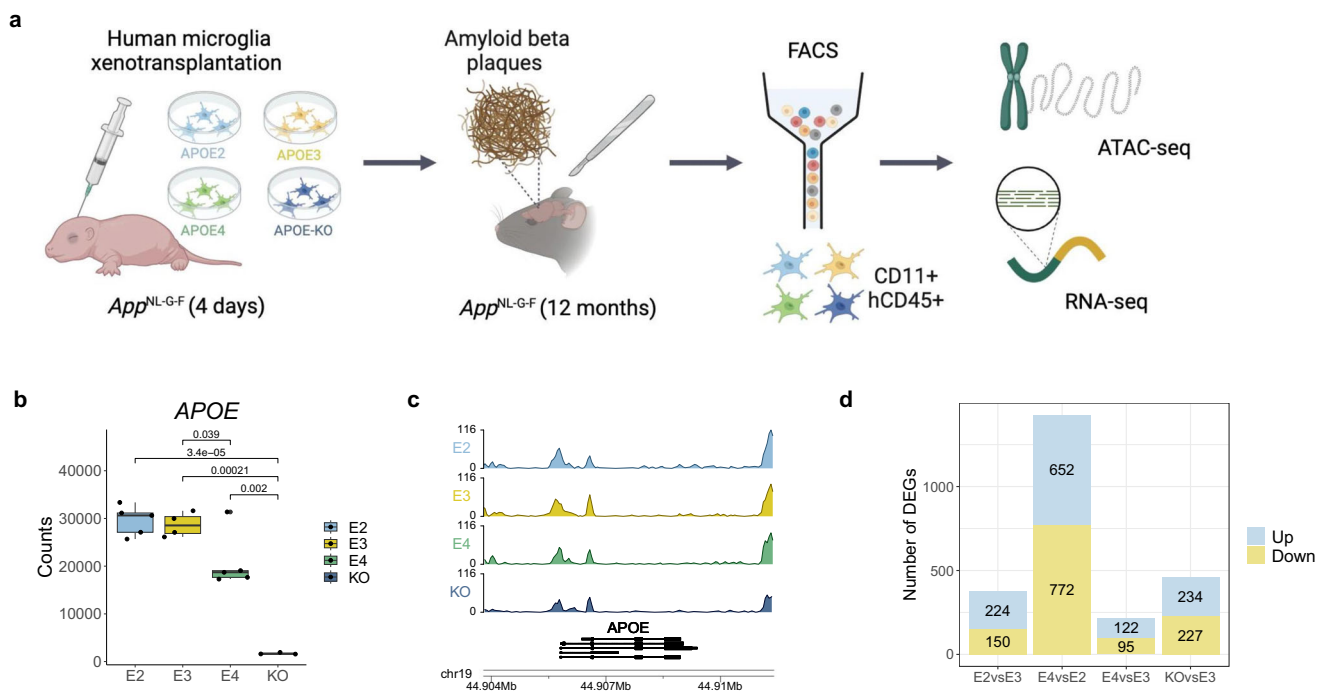 a
Human microglia
xenotransplantation
APOE2
APOE3
APOE4
APOE-KO
App^NL-G-F (4 days)
Amyloid beta
plaques
App^NL-G-F (12 months)
FACS
CD11+
hCD45+
ATAC-seq
RNA-seq
b
APOE
0.039
3.4e−05
0.00021
0.002
Counts
40000
30000
20000
10000
0
E2
E3
E4
KO
E2
E3
E4
KO
c
116
E2
0
116
E3
0
116
E4
0
116
KO
0
APOE
chr19
44.904Mb
44.907Mb
44.91Mb
d
Number of DEGs
1000
500
0
224
150
652
772
122
95
234
227
E2vsE3
E4vsE2
E4vsE3
KOvsE3
Up
Down